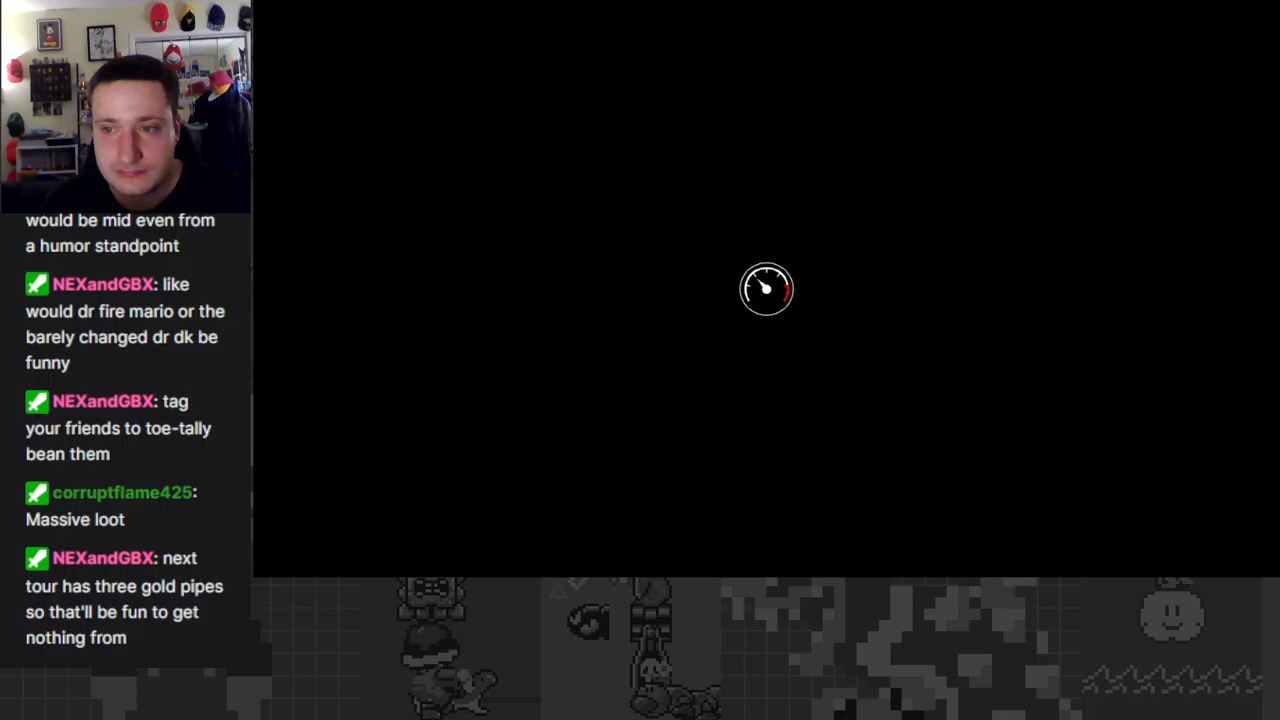 would be mid even from
a humor standpoint
NEXandGBX: like
would dr fire mario or the
barely changed dr dk be
funny
NEXandGBX: tag
your friends to toe-tally
bean them
corruptflame425:
Massive loot
NEXandGBX: next
tour has three gold pipes
so that'll be fun to get
nothing from